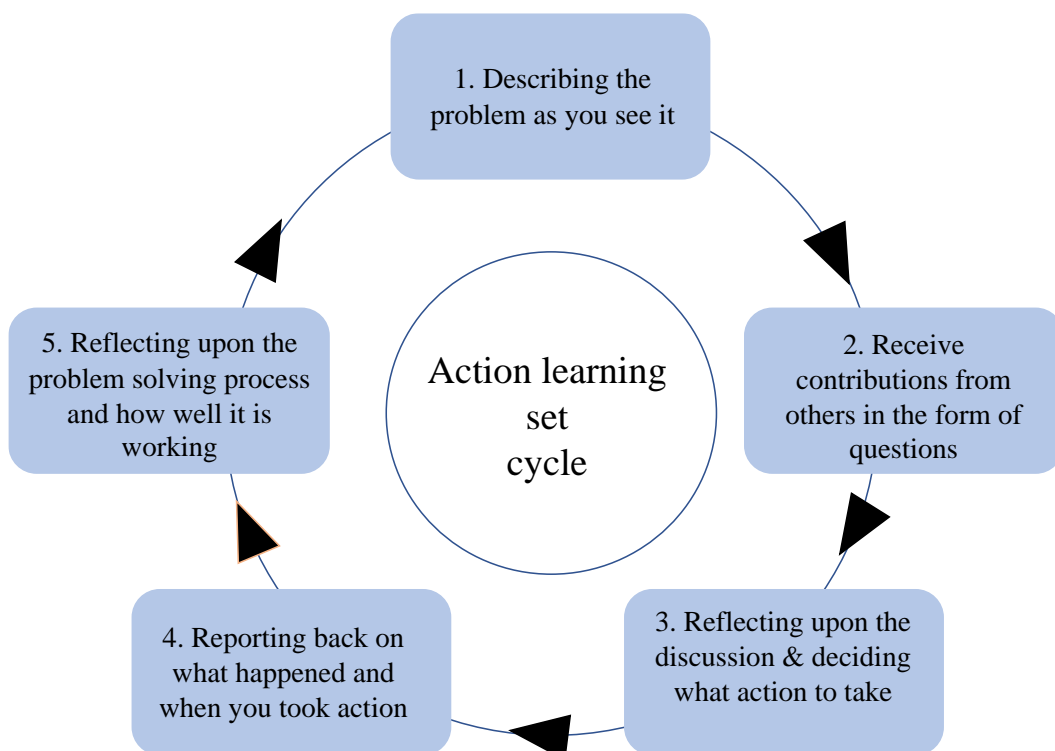 1. Describing the
problem as you see it
2. Receive
contributions from
others in the form of
questions
3. Reflecting upon the
discussion & deciding
what action to take
4. Reporting back on
what happened and
when you took action
5. Reflecting upon the
problem solving process
and how well it is
working
Action learning
set
cycle